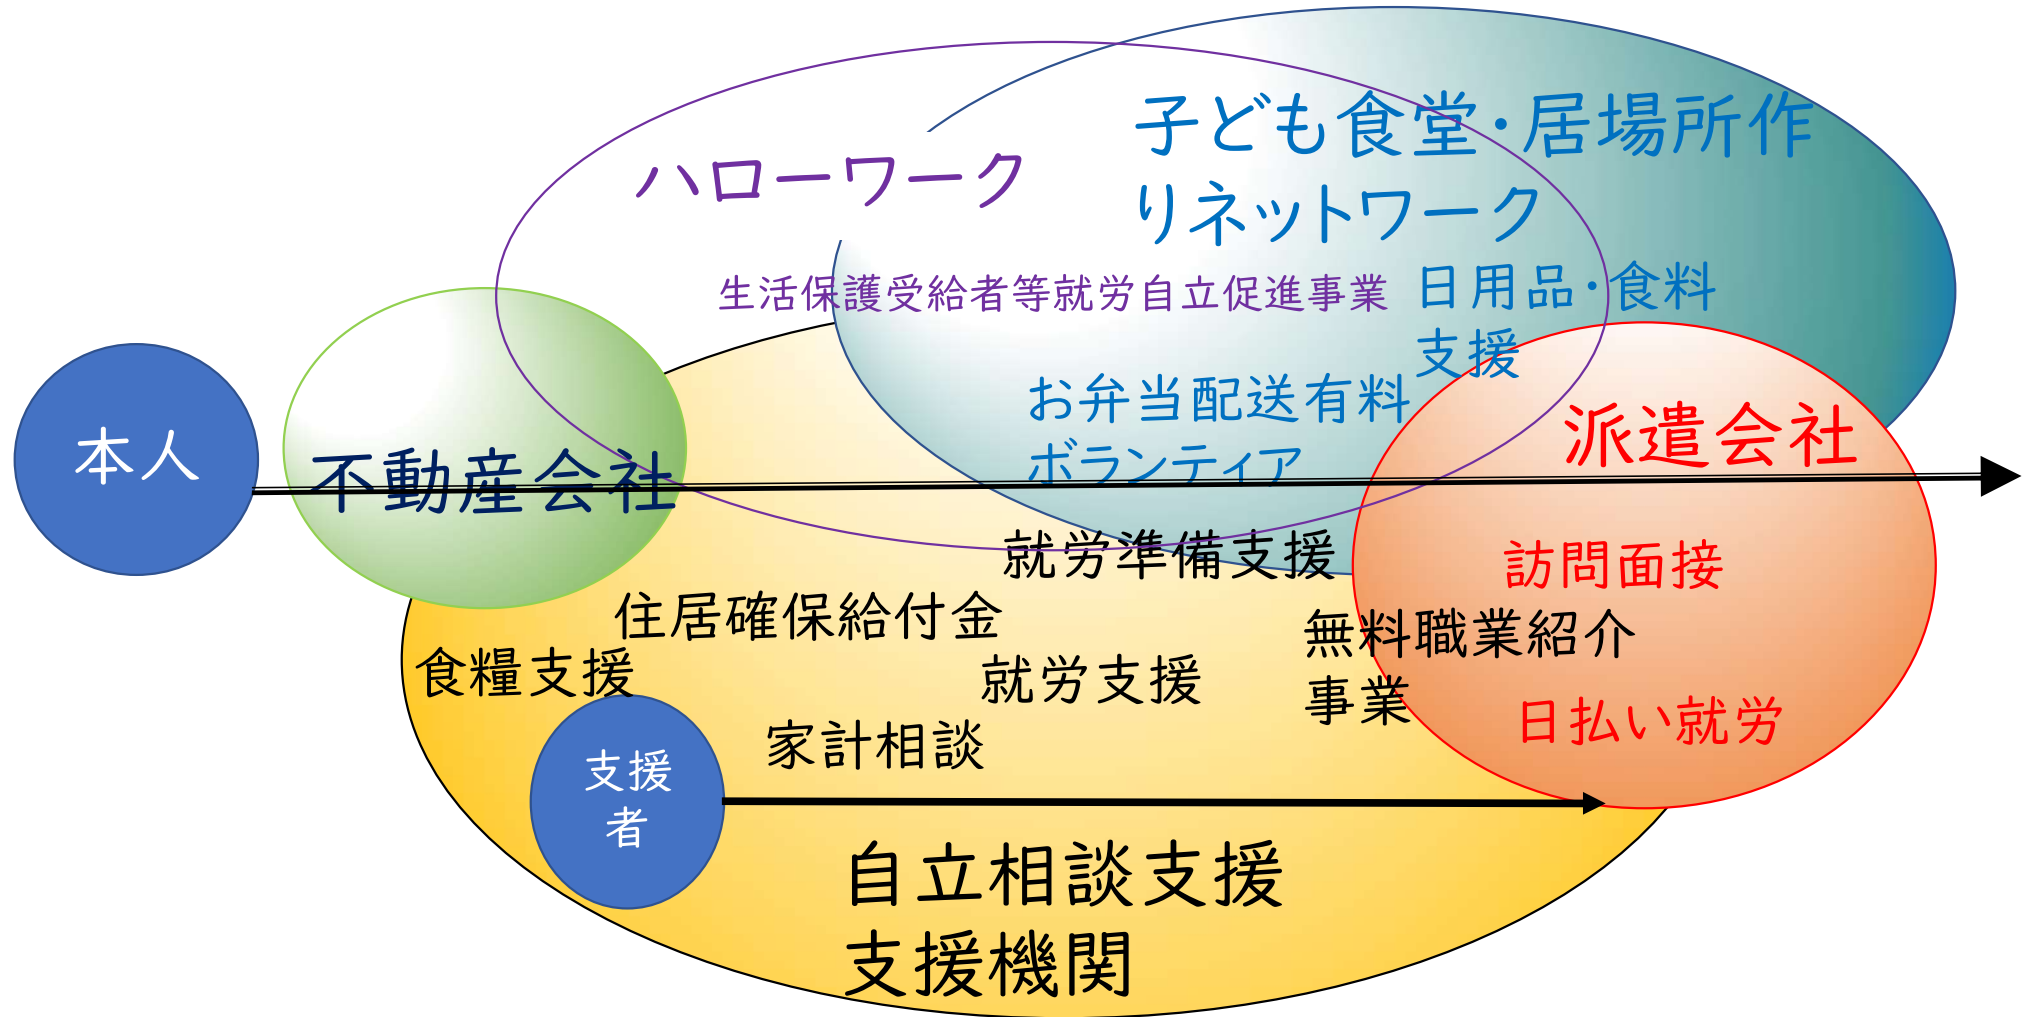 子ども食堂・居場所作
りネットワーク
ハローワーク
生活保護受給者等就労自立促進事業
日用品・食料
支援
お弁当配送有料
ボランティア
派遣会社
本人
不動産会社
就労準備支援
訪問面接
住居確保給付金
無料職業紹介
事業
食糧支援
就労支援
日払い就労
家計相談
支援
者
自立相談支援
支援機関